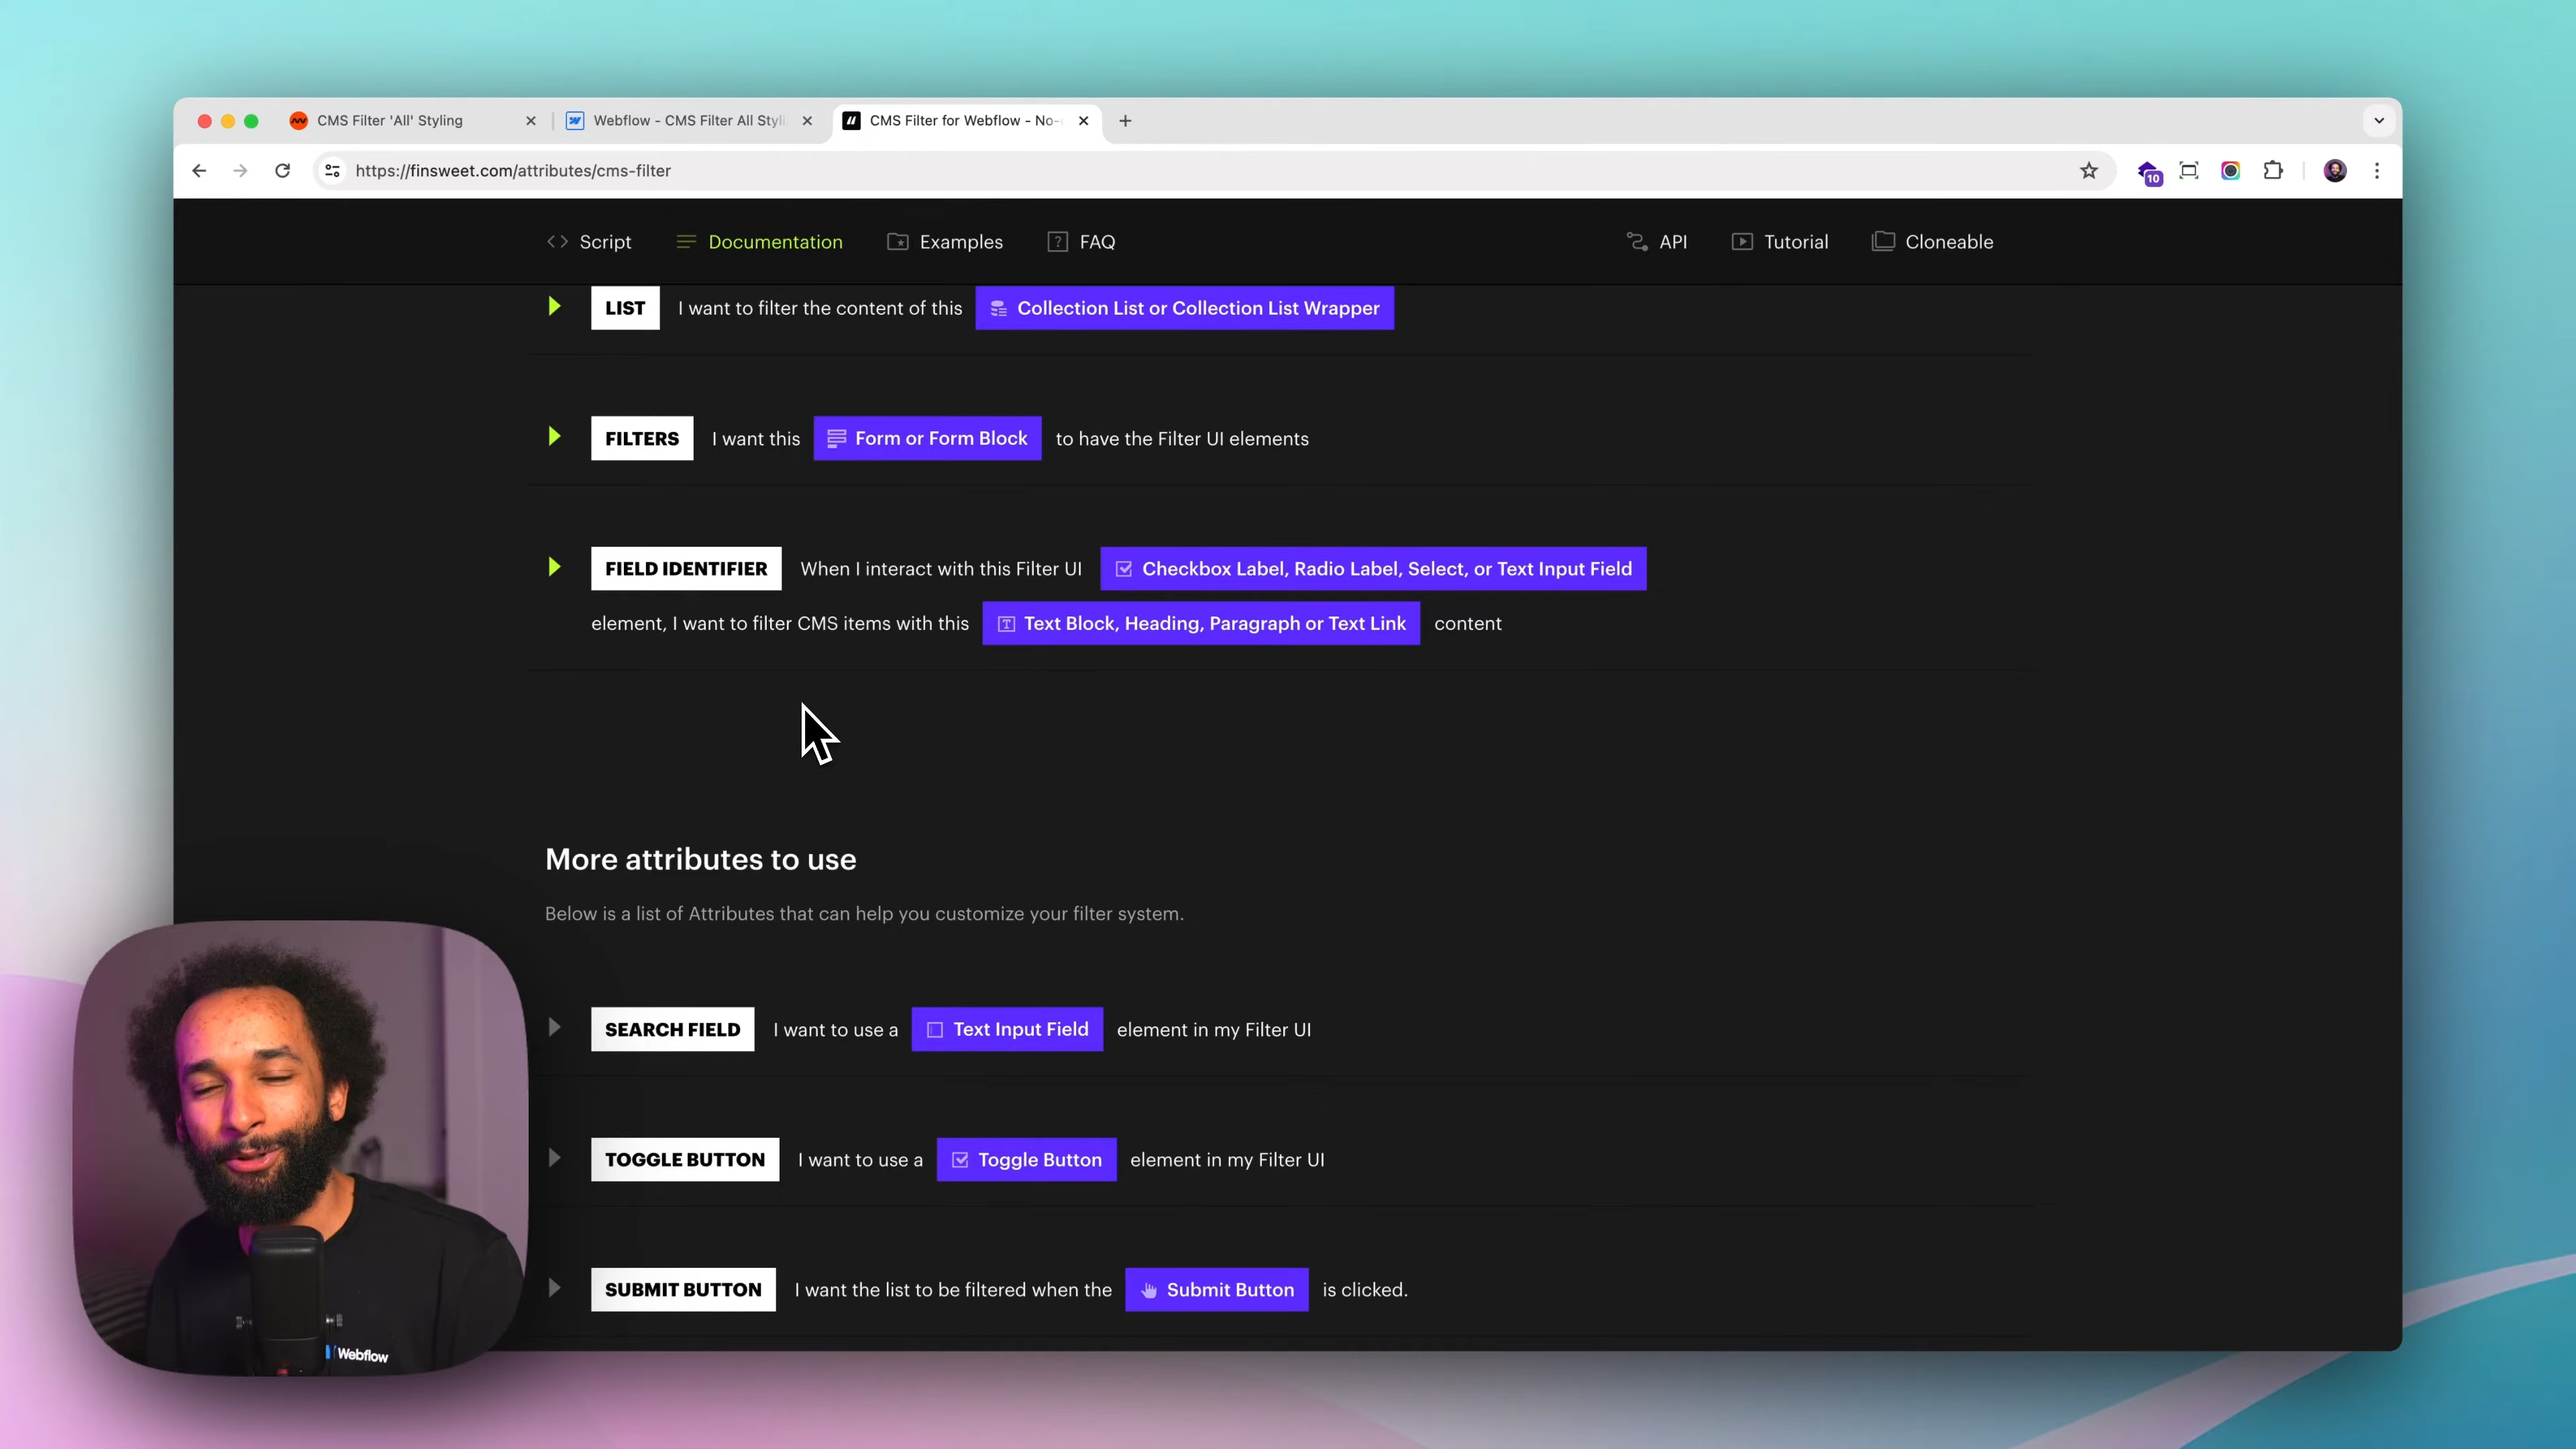 CMS Filter 'All' Styling
Webflow - CMS Filter All Styli
CMS Filter for Webflow - No-
https://finsweet.com/attributes/cms-filter
10
Script
Documentation
Examples
FAQ
API
Tutorial
Cloneable
LIST I want to filter the content of this Collection List or Collection List Wrapper
FILTERS I want this Form or Form Block to have the Filter UI elements
FIELD IDENTIFIER When I interact with this Filter UI Checkbox Label, Radio Label, Select, or Text Input Field
element, I want to filter CMS items with this Text Block, Heading, Paragraph or Text Link content
More attributes to use
Below is a list of Attributes that can help you customize your filter system.
SEARCH FIELD I want to use a Text Input Field element in my Filter UI
TOGGLE BUTTON I want to use a Toggle Button element in my Filter UI
SUBMIT BUTTON I want the list to be filtered when the Submit Button is clicked.
Webflow